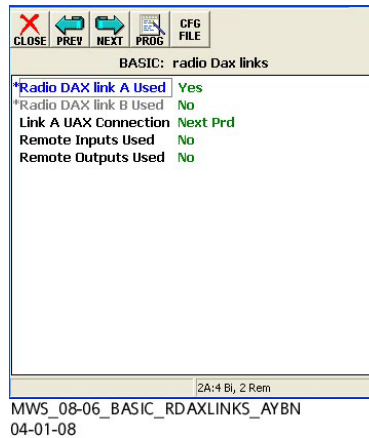 CLOSE PREV NEXT PROG CFG FILE
BASIC: radio Dax links
*Radio DAX link A Used Yes
*Radio DAX link B Used No
Link A UAX Connection Next Prd
Remote Inputs Used No
Remote Outputs Used No
2A:4 Bi, 2 Rem
MWS_08-06_BASIC_RDAXLINKS_AYBN
04-01-08